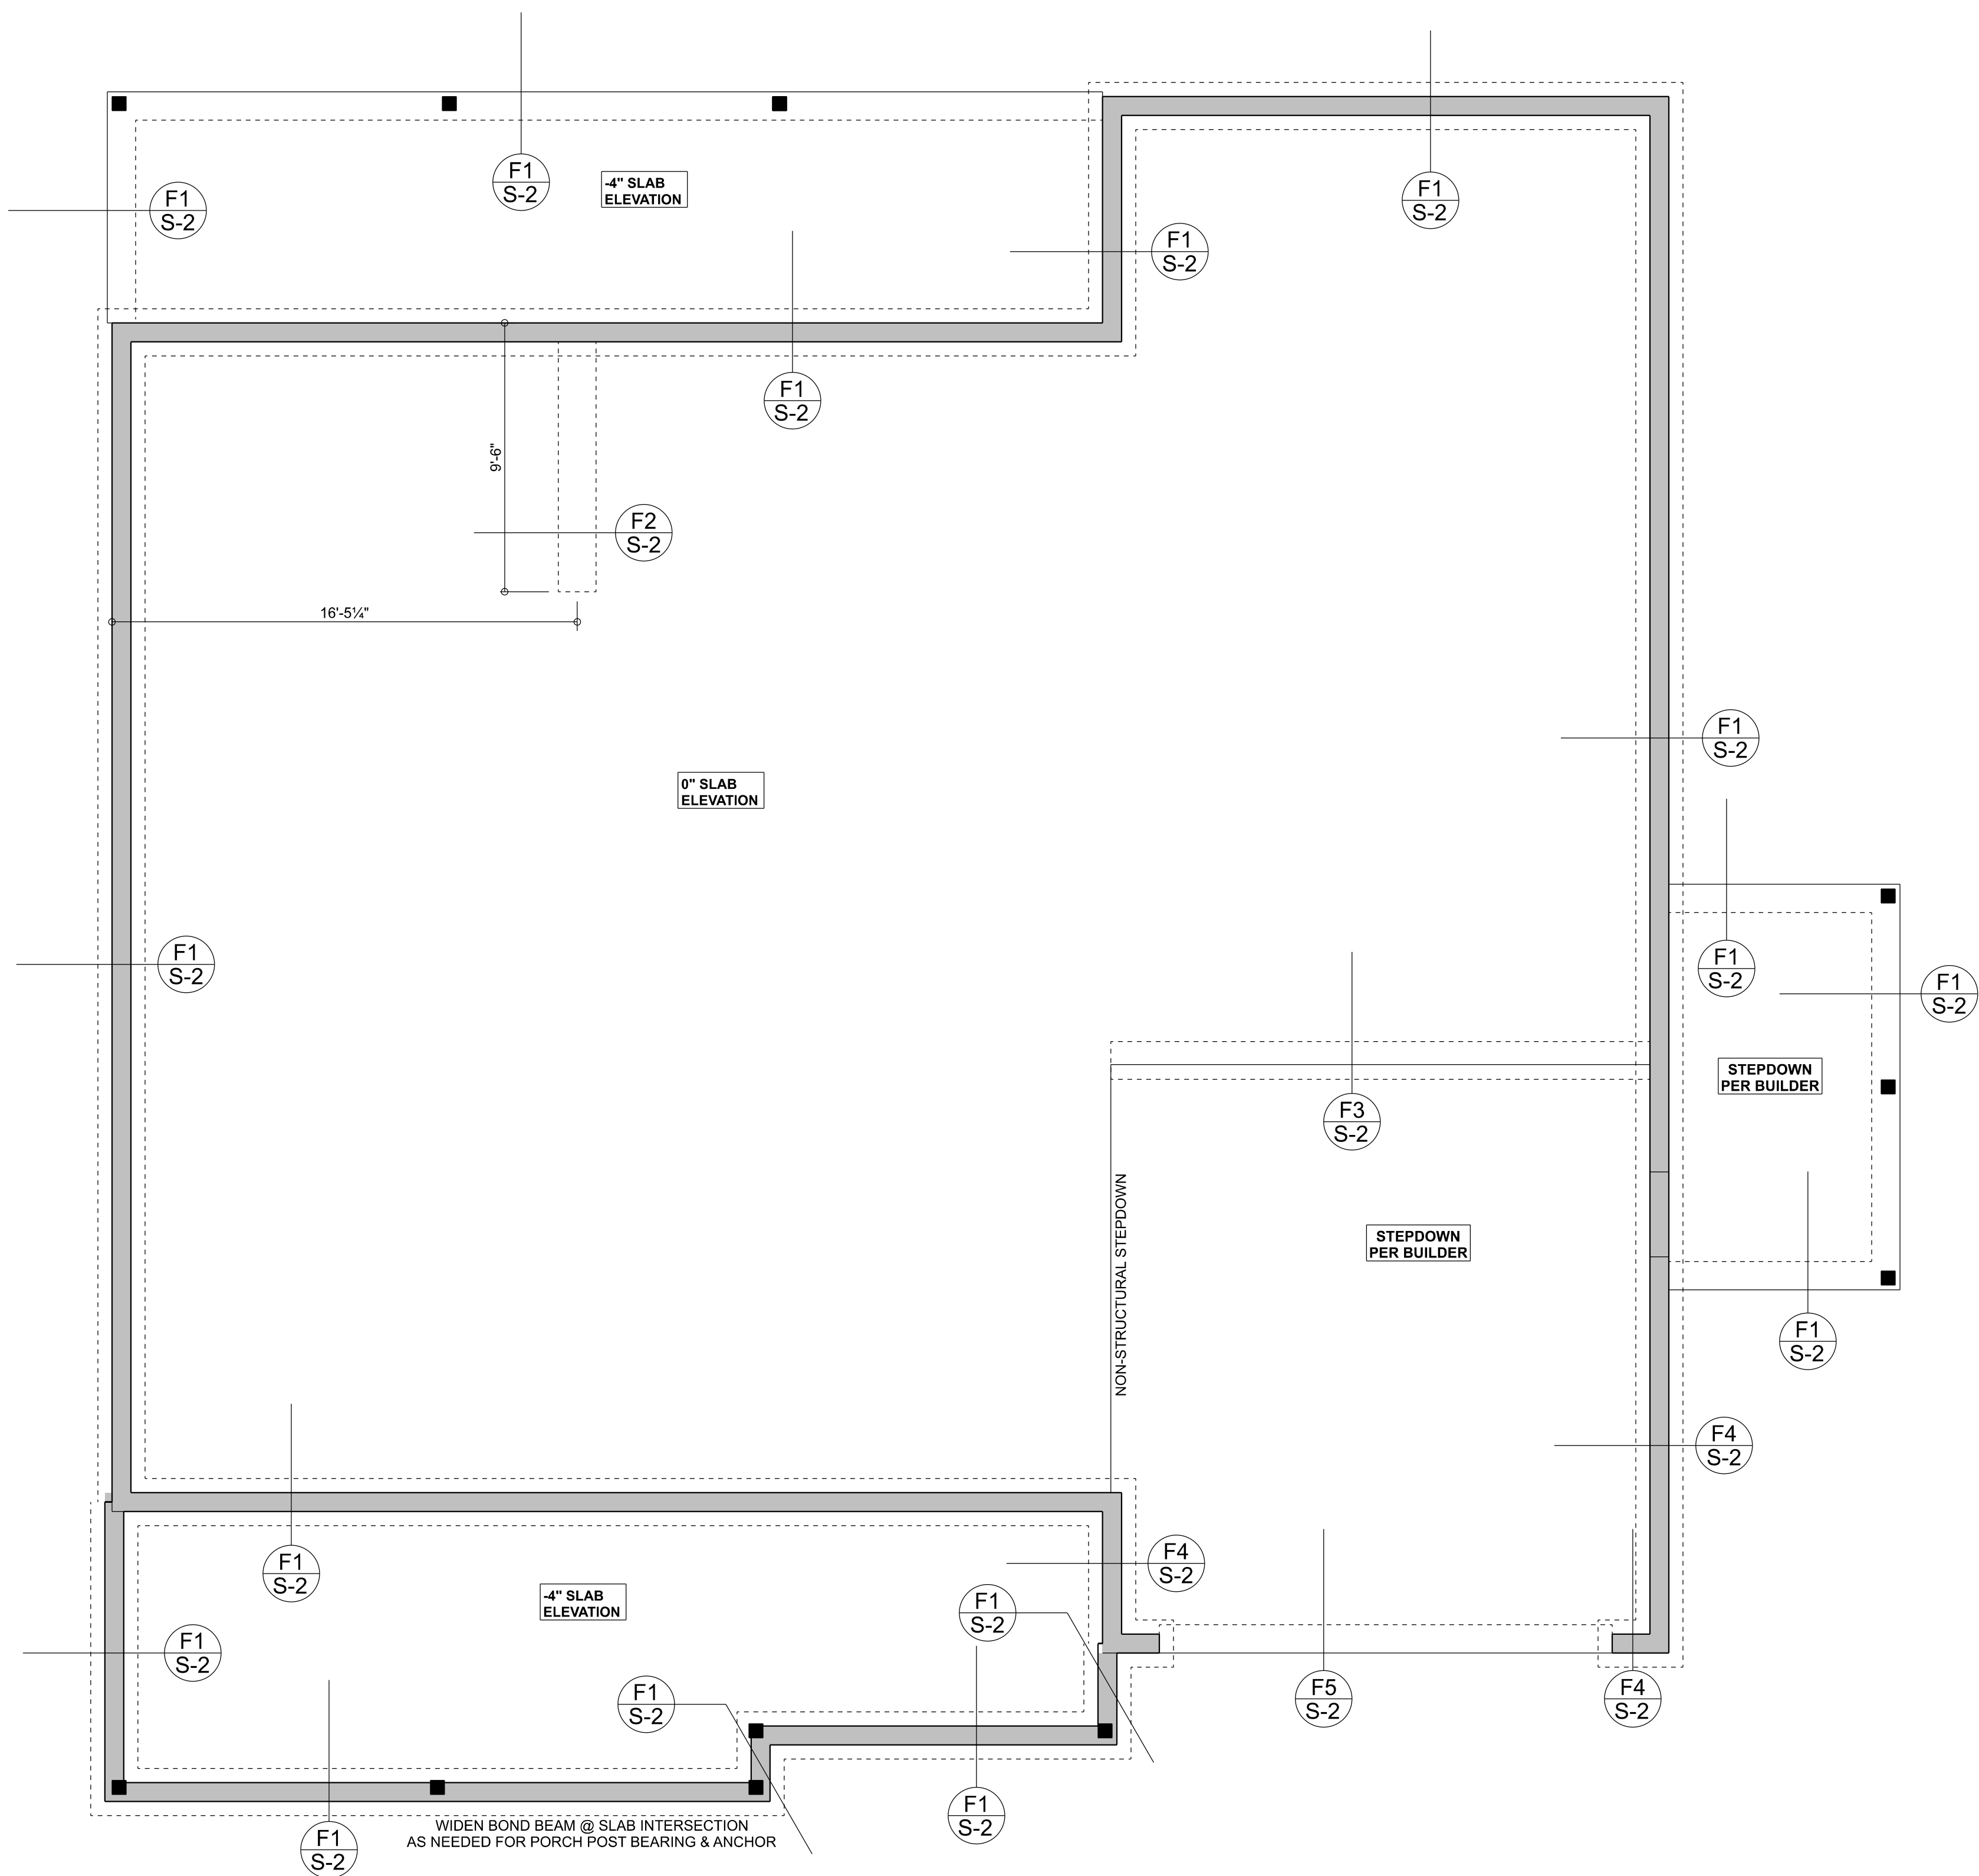 F1
S-2
-4" SLAB
ELEVATION
F1
S-2
F1
S-2
F1
S-2
F1
S-2
F1
S-2
9'-6"
F2
S-2
16'-5¼"
F1
S-2
0" SLAB
ELEVATION
F1
S-2
F1
S-2
F1
S-2
STEPDOWN
PER BUILDER
F3
S-2
NON-STRUCTURAL STEPDOWN
STEPDOWN
PER BUILDER
F1
S-2
F4
S-2
F1
S-2
F4
S-2
-4" SLAB
ELEVATION
F1
S-2
F1
S-2
F1
S-2
F5
S-2
F4
S-2
F1
S-2
WIDEN BOND BEAM @ SLAB INTERSECTION
AS NEEDED FOR PORCH POST BEARING & ANCHOR
F1
S-2